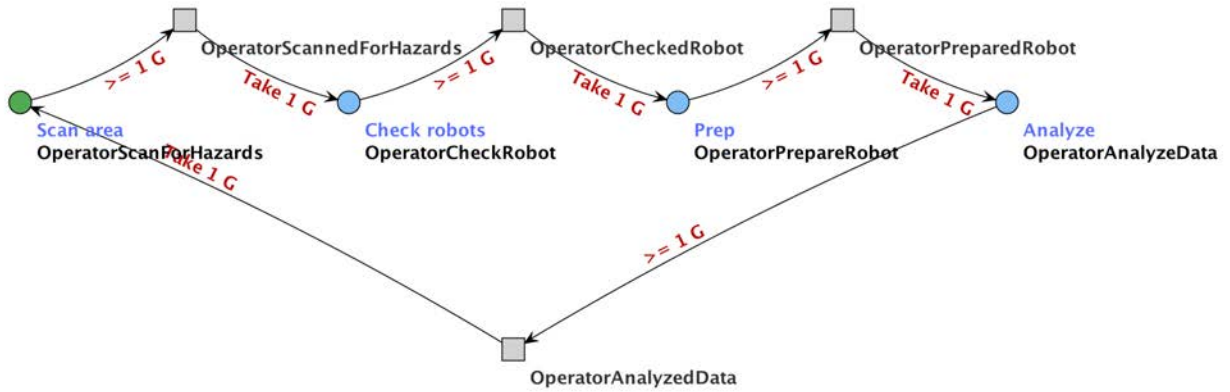 OperatorScannedForHazards
OperatorCheckedRobot
OperatorPreparedRobot
>= 1 G
Take 1 G
>= 1 G
Take 1 G
>= 1 G
Take 1 G
Scan area
OperatorScanForHazards
Check robots
OperatorCheckRobot
Prep
OperatorPrepareRobot
Analyze
OperatorAnalyzeData
Take 1 G
>= 1 G
OperatorAnalyzedData